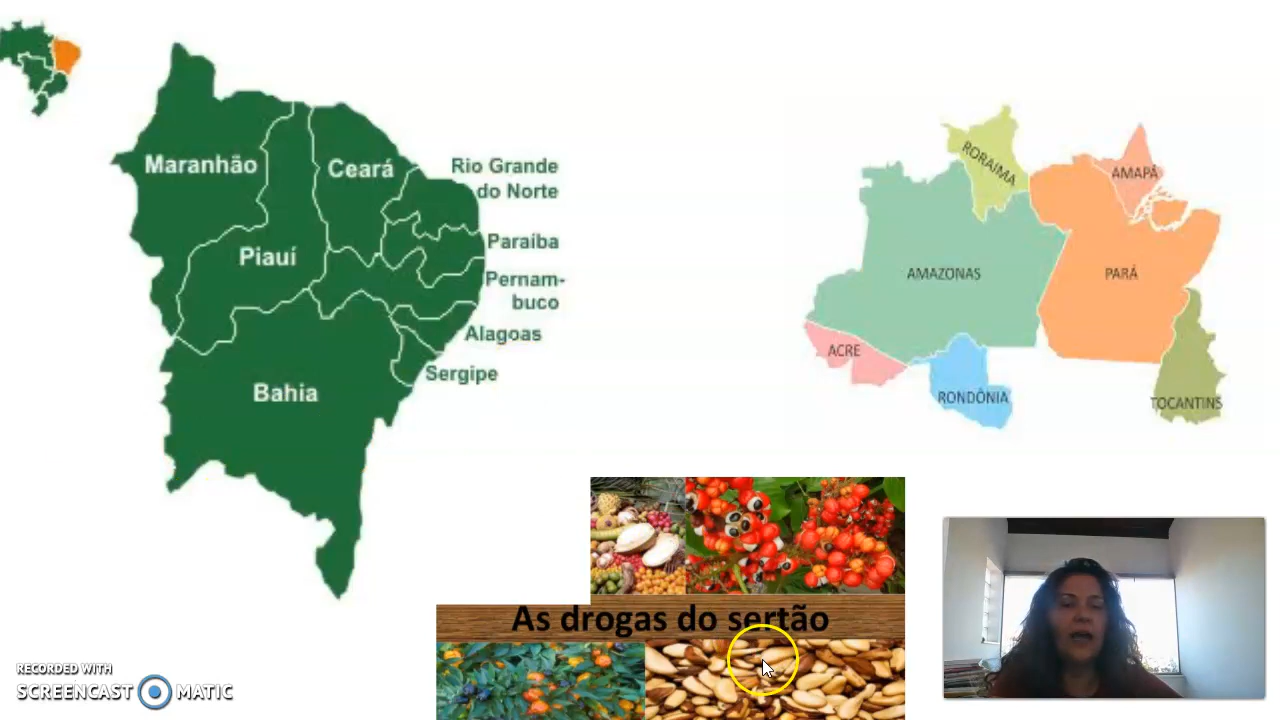 Maranhão
Ceará
Rio Grande
do Norte
Piauí
Paraíba
Pernam-
buco
Alagoas
Sergipe
Bahia
RORAIMA
AMAPÁ
AMAZONAS
PARÁ
ACRE
RONDÔNIA
TOCANTINS
As drogas do sertão
RECORDED WITH
SCREENCAST MATIC